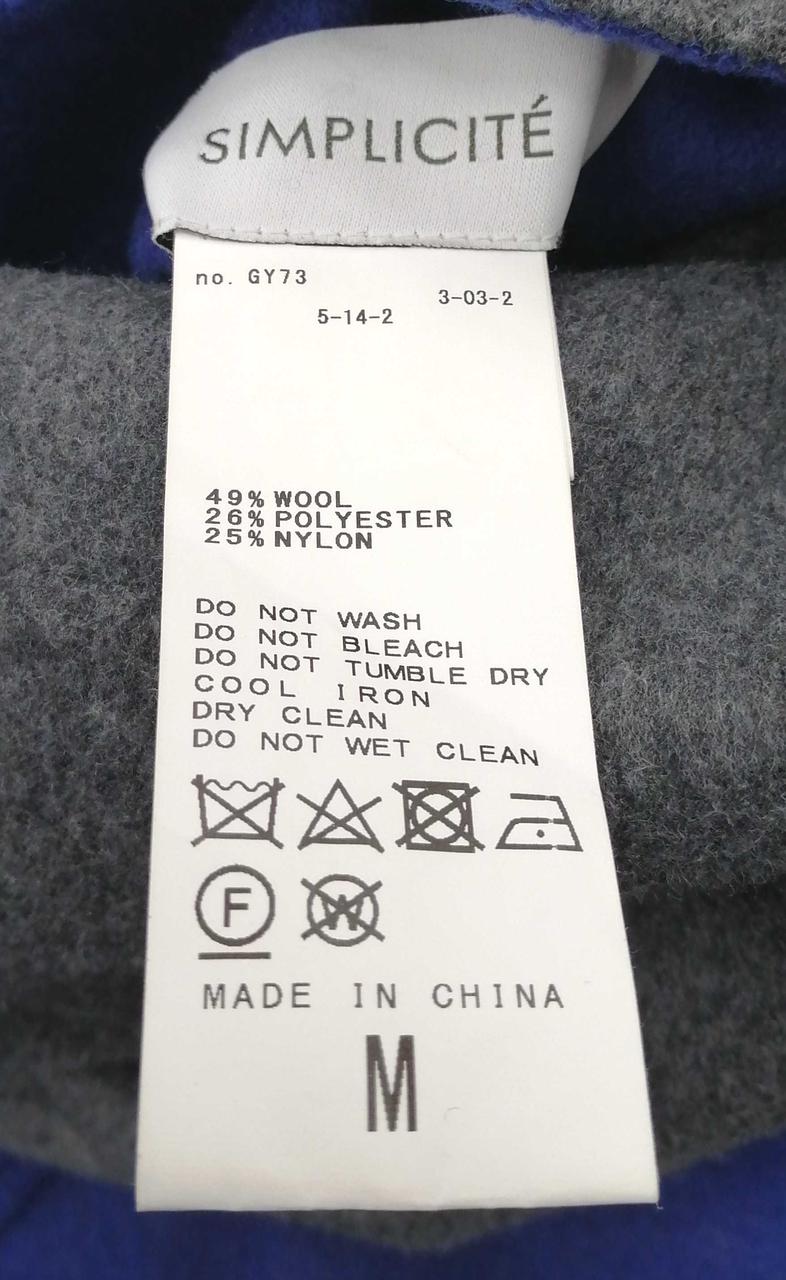 SIMPLICITÉ
no. GY73
3-03-2
5-14-2
49% WOOL
26% POLYESTER
25% NYLON
DO NOT WASH
DO NOT BLEACH
DO NOT TUMBLE DRY
COOL IRON
DRY CLEAN
DO NOT WET CLEAN
F W
MADE IN CHINA
M